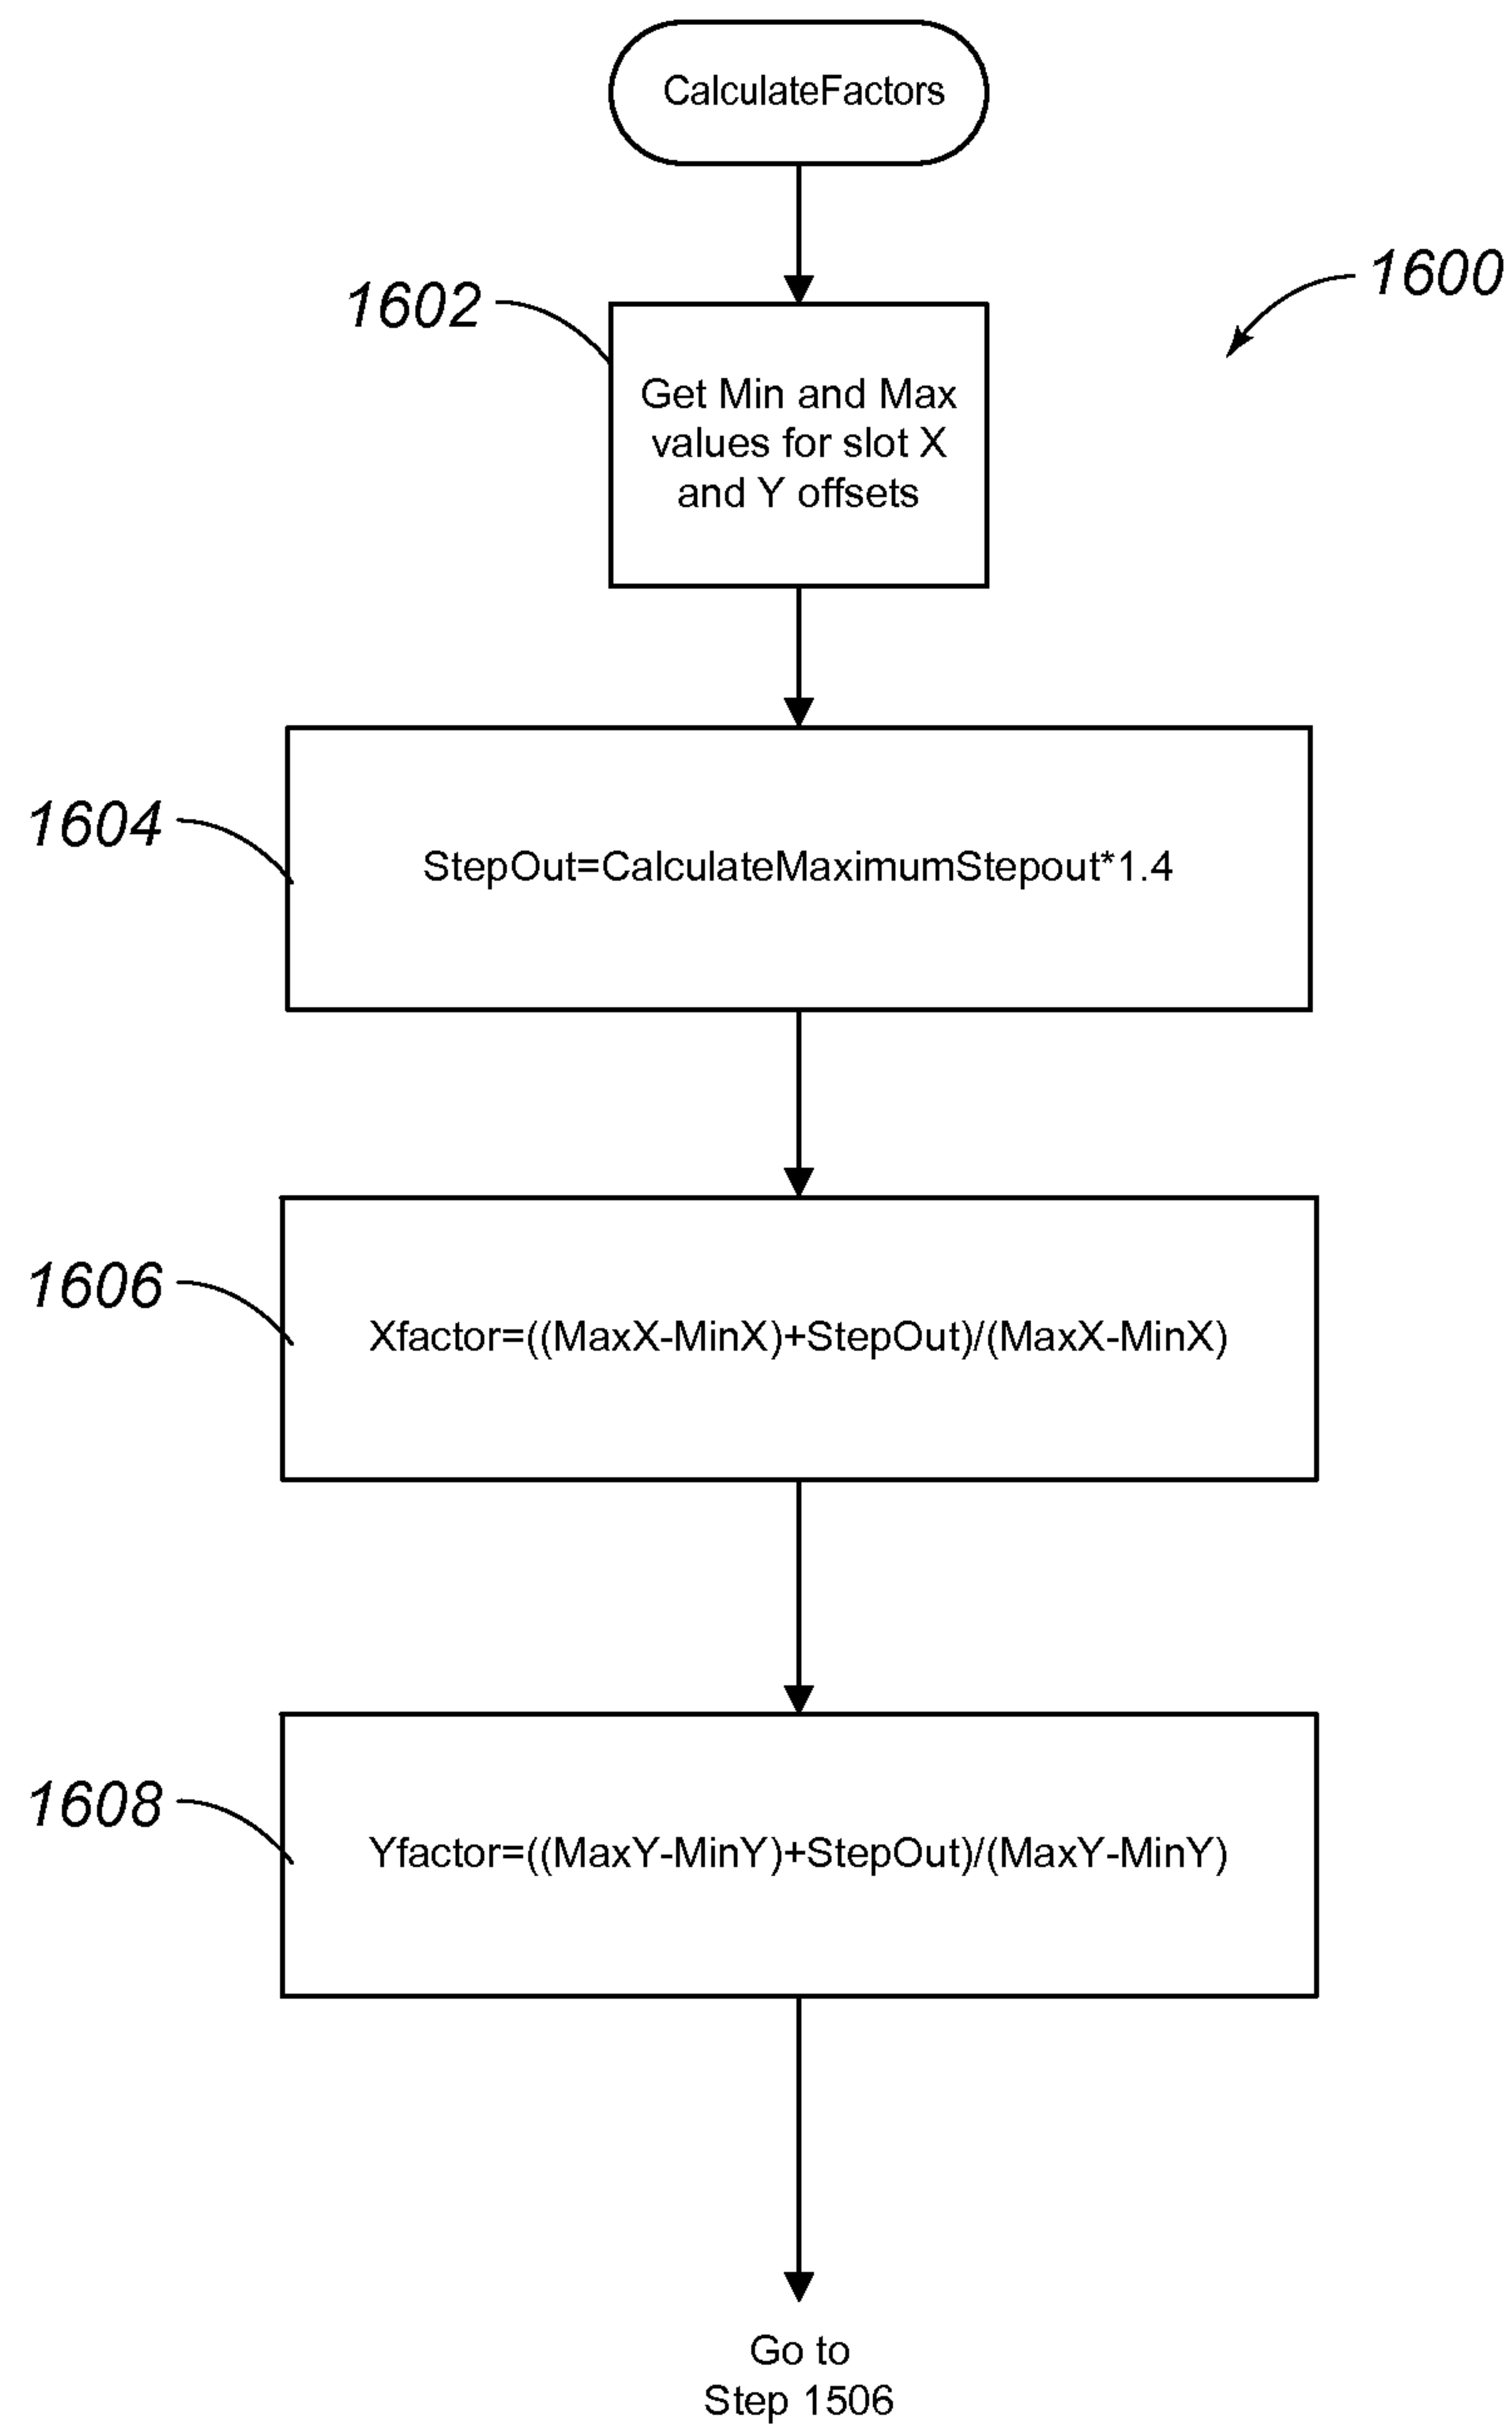 CalculateFactors
1600
1602
Get Min and Max
values for slot X
and Y offsets
1604
StepOut=CalculateMaximumStepout*1.4
1606
Xfactor=((MaxX-MinX)+StepOut)/(MaxX-MinX)
1608
Yfactor=((MaxY-MinY)+StepOut)/(MaxY-MinY)
Go to
Step 1506